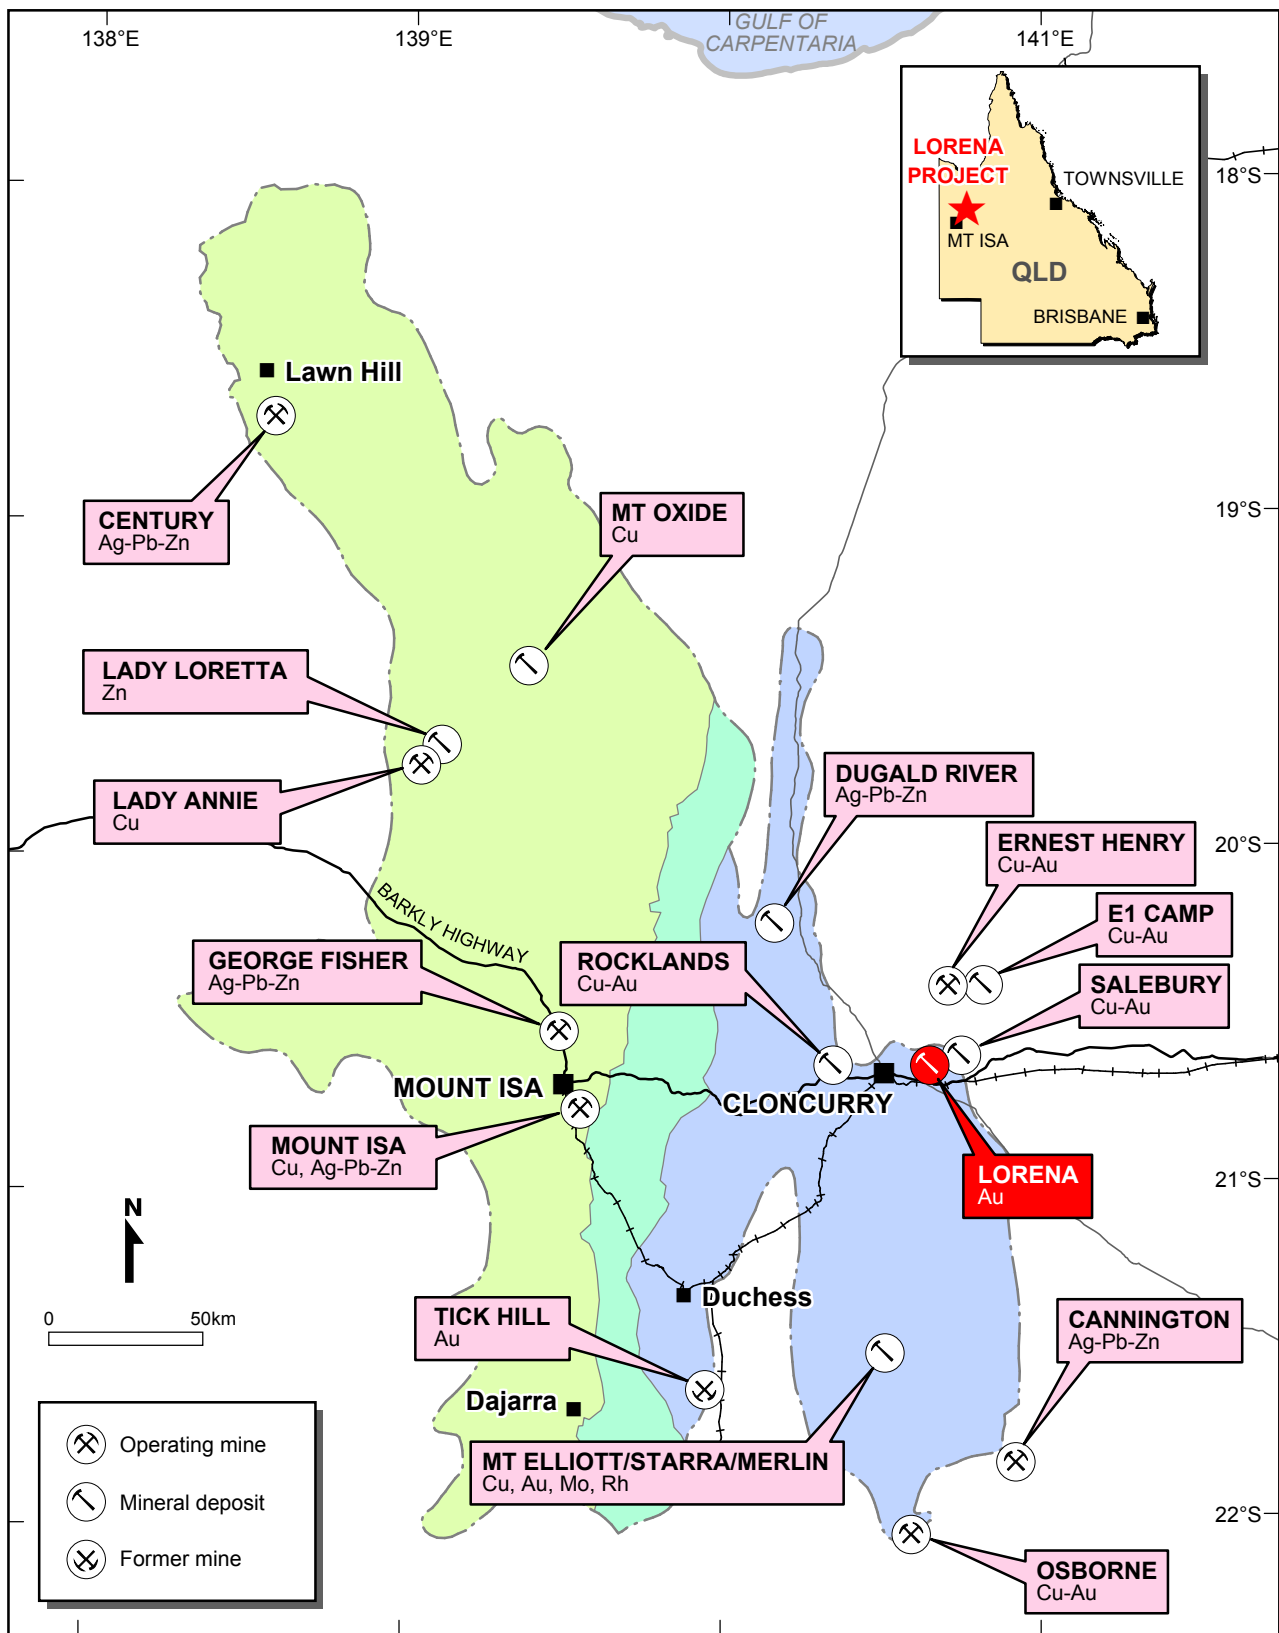 138°E
139°E
GULF OF
CARPENTARIA
141°E
LORENA
PROJECT
TOWNSVILLE
MT ISA
QLD
BRISBANE
18°S
Lawn Hill
CENTURY
Ag-Pb-Zn
MT OXIDE
Cu
19°S
LADY LORETTA
Zn
LADY ANNIE
Cu
DUGALD RIVER
Ag-Pb-Zn
ERNEST HENRY
Cu-Au
20°S
BARKLY HIGHWAY
E1 CAMP
Cu-Au
GEORGE FISHER
Ag-Pb-Zn
ROCKLANDS
Cu-Au
SALEBURY
Cu-Au
MOUNT ISA
CLONCURRY
MOUNT ISA
Cu, Ag-Pb-Zn
LORENA
Au
21°S
N
0 50km
Duchess
TICK HILL
Au
CANNINGTON
Ag-Pb-Zn
Dajarra
MT ELLIOTT/STARRA/MERLIN
Cu, Au, Mo, Rh
22°S
Operating mine
Mineral deposit
Former mine
OSBORNE
Cu-Au